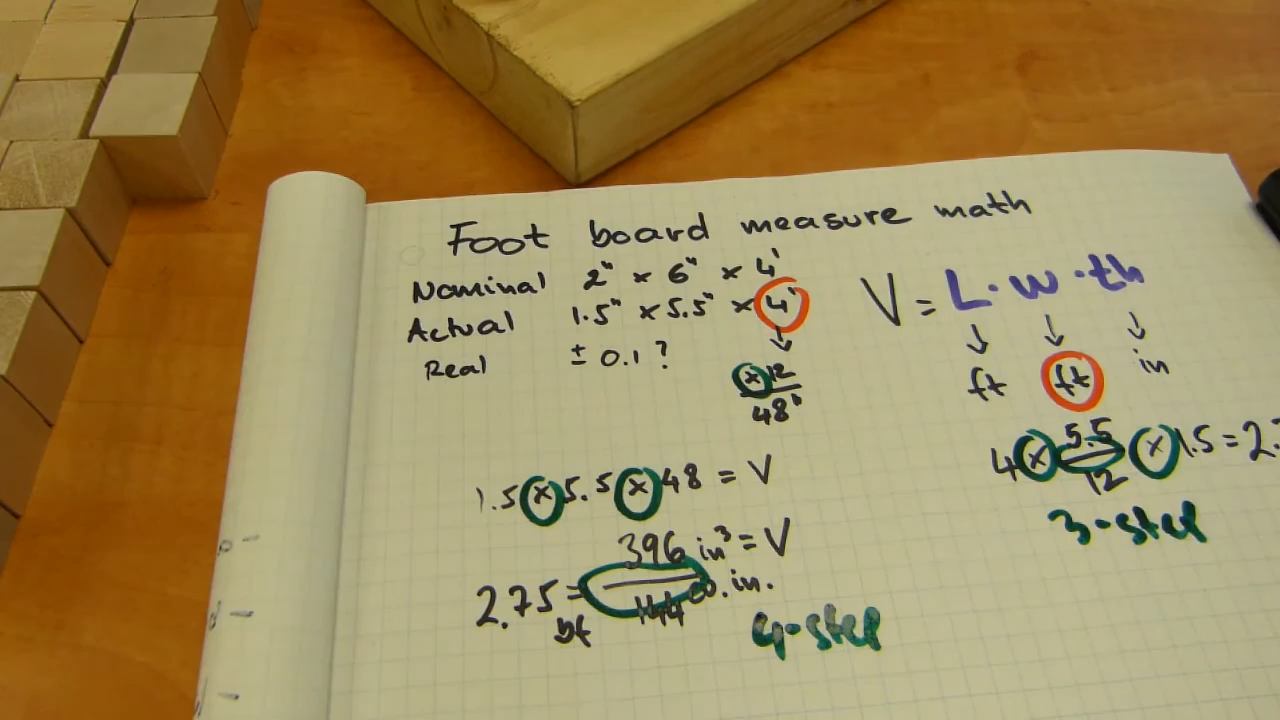 Foot board measure math
Nominal 2" x 6" x 4'
Actual 1.5" x 5.5" x 4'
Real ± 0.1 ?
x 12
48"
1.5 x 5.5 x 48 = V
396 in³ = V
2.75 = 144 cu. in.
bf
4-step
V = L · w · th
↓ ↓ ↓
ft ft in
4 x 5.5 x 1.5 = 2.
12
3-step